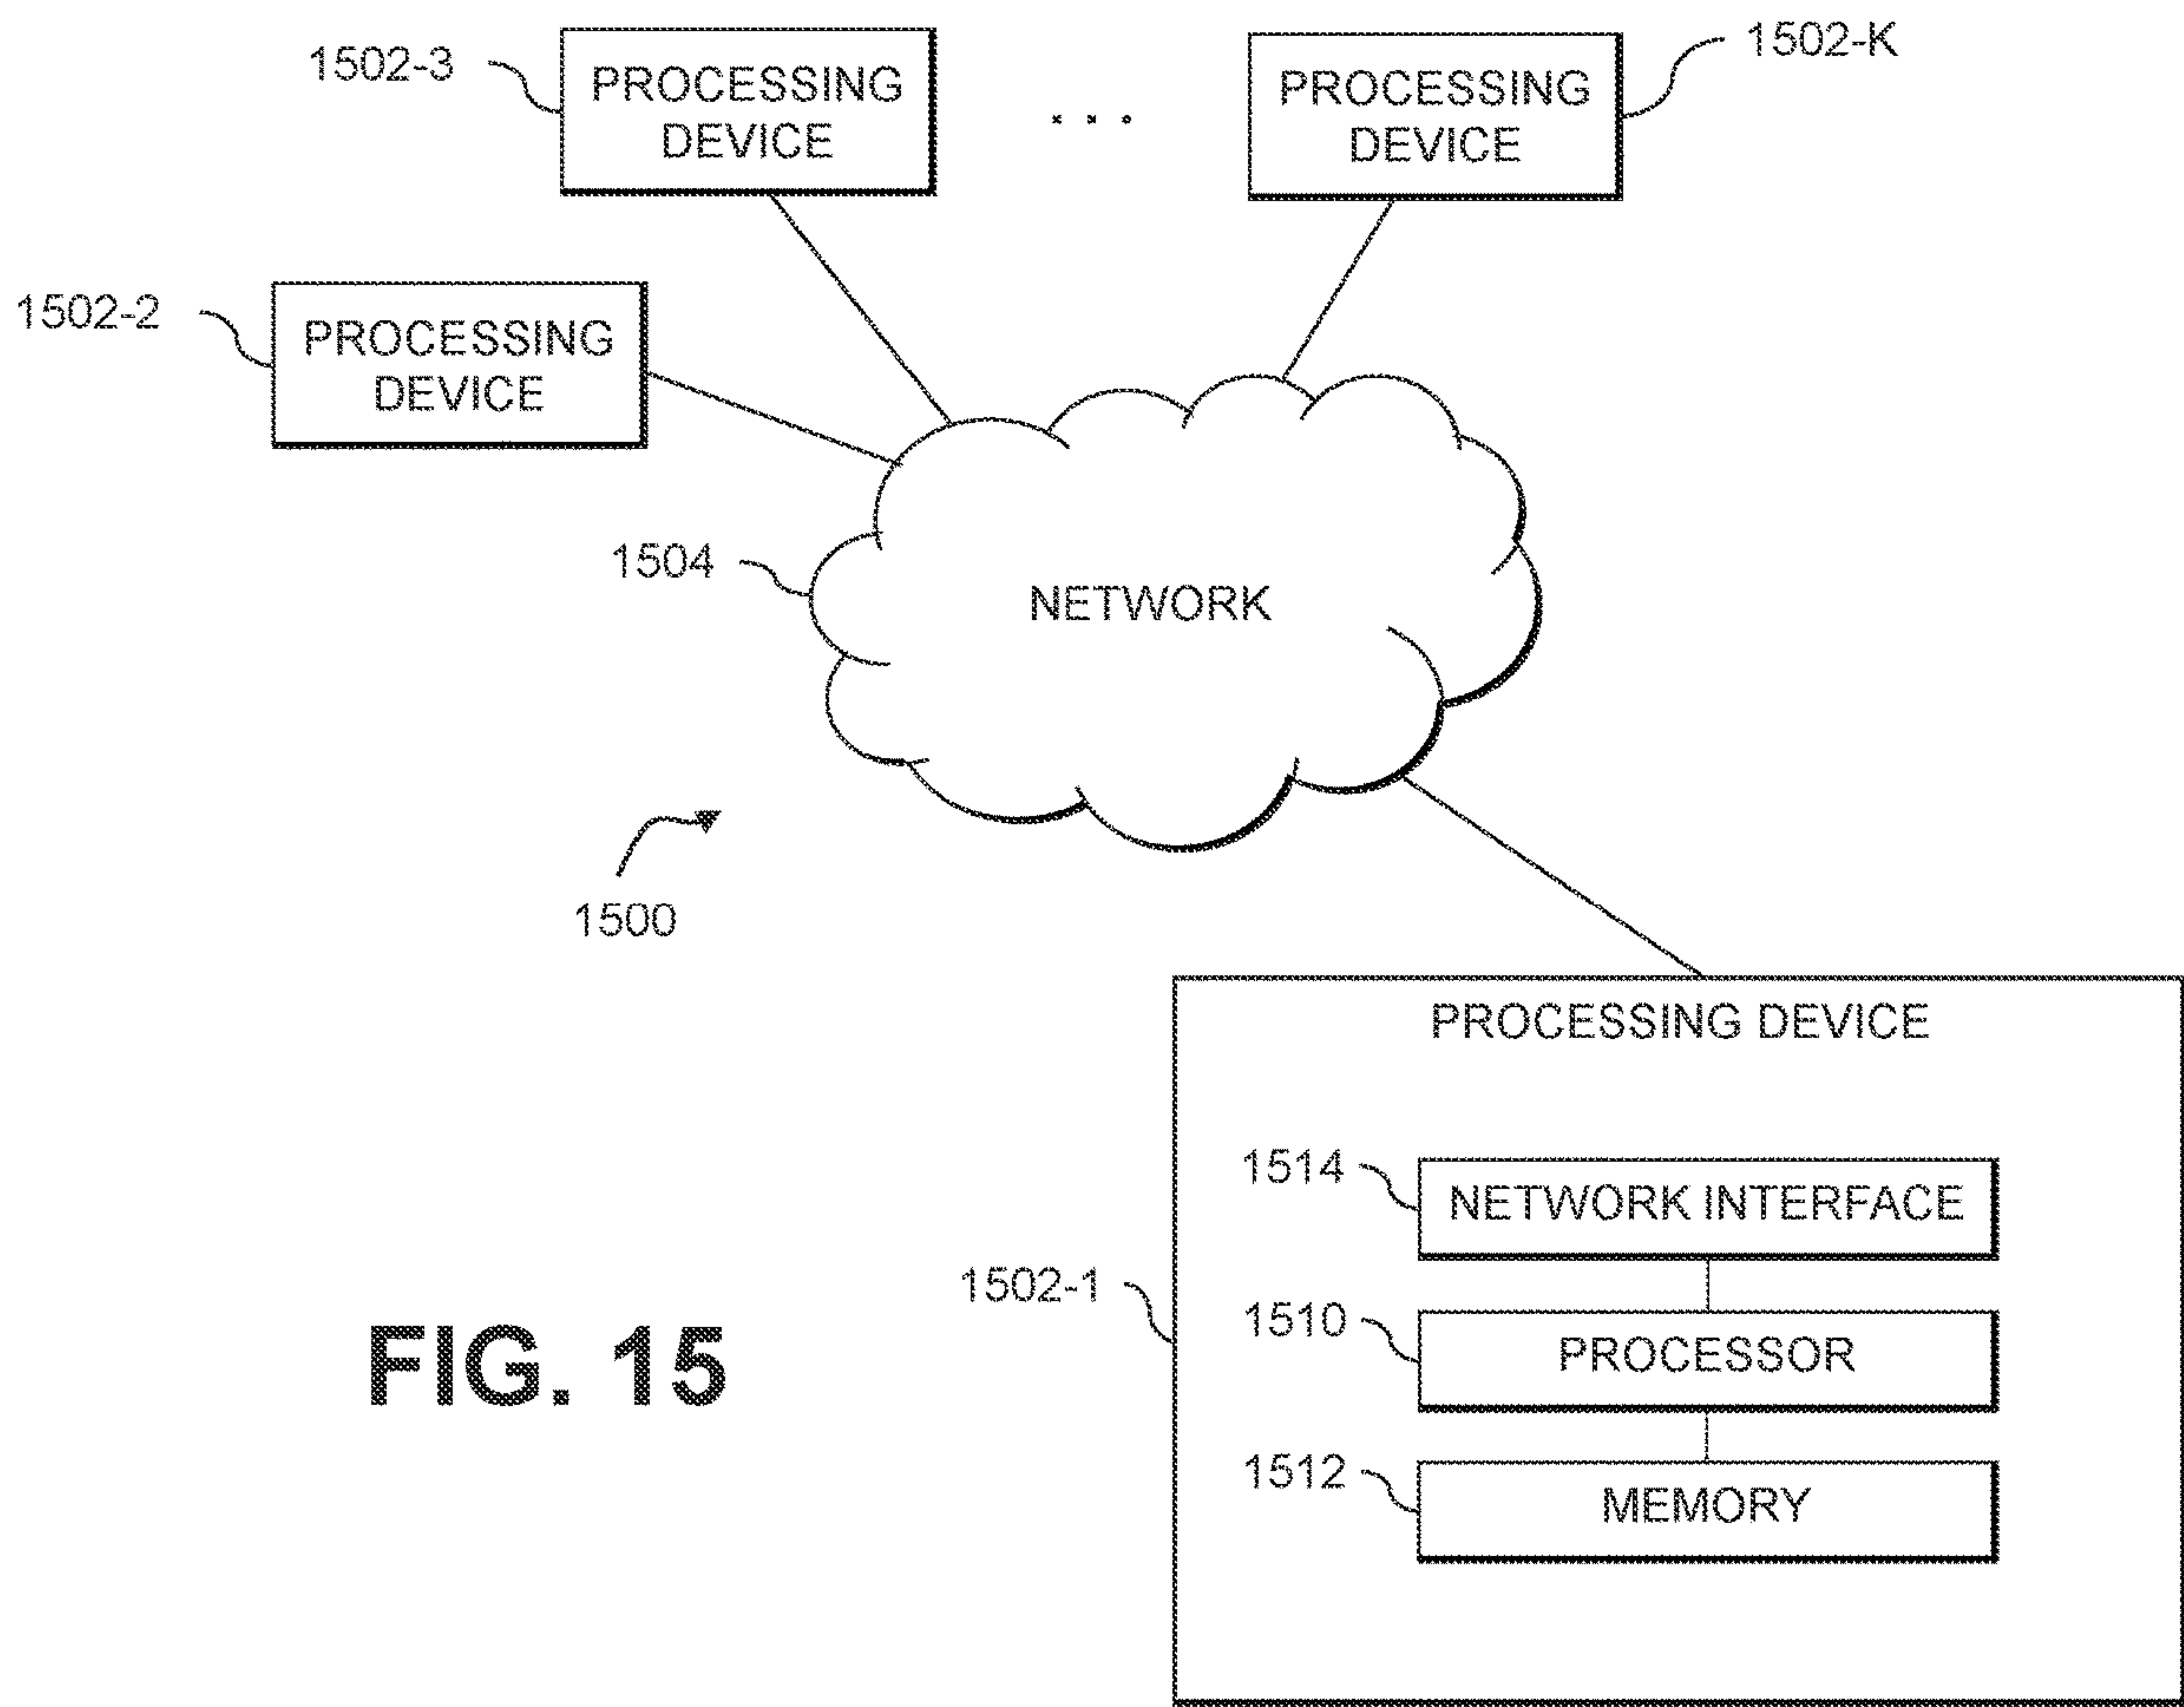 1502-3
PROCESSING
DEVICE
. . .
PROCESSING
DEVICE
1502-K
1502-2
PROCESSING
DEVICE
1504
NETWORK
1500
PROCESSING DEVICE
1514
NETWORK INTERFACE
1502-1
1510
PROCESSOR
1512
MEMORY
FIG. 15